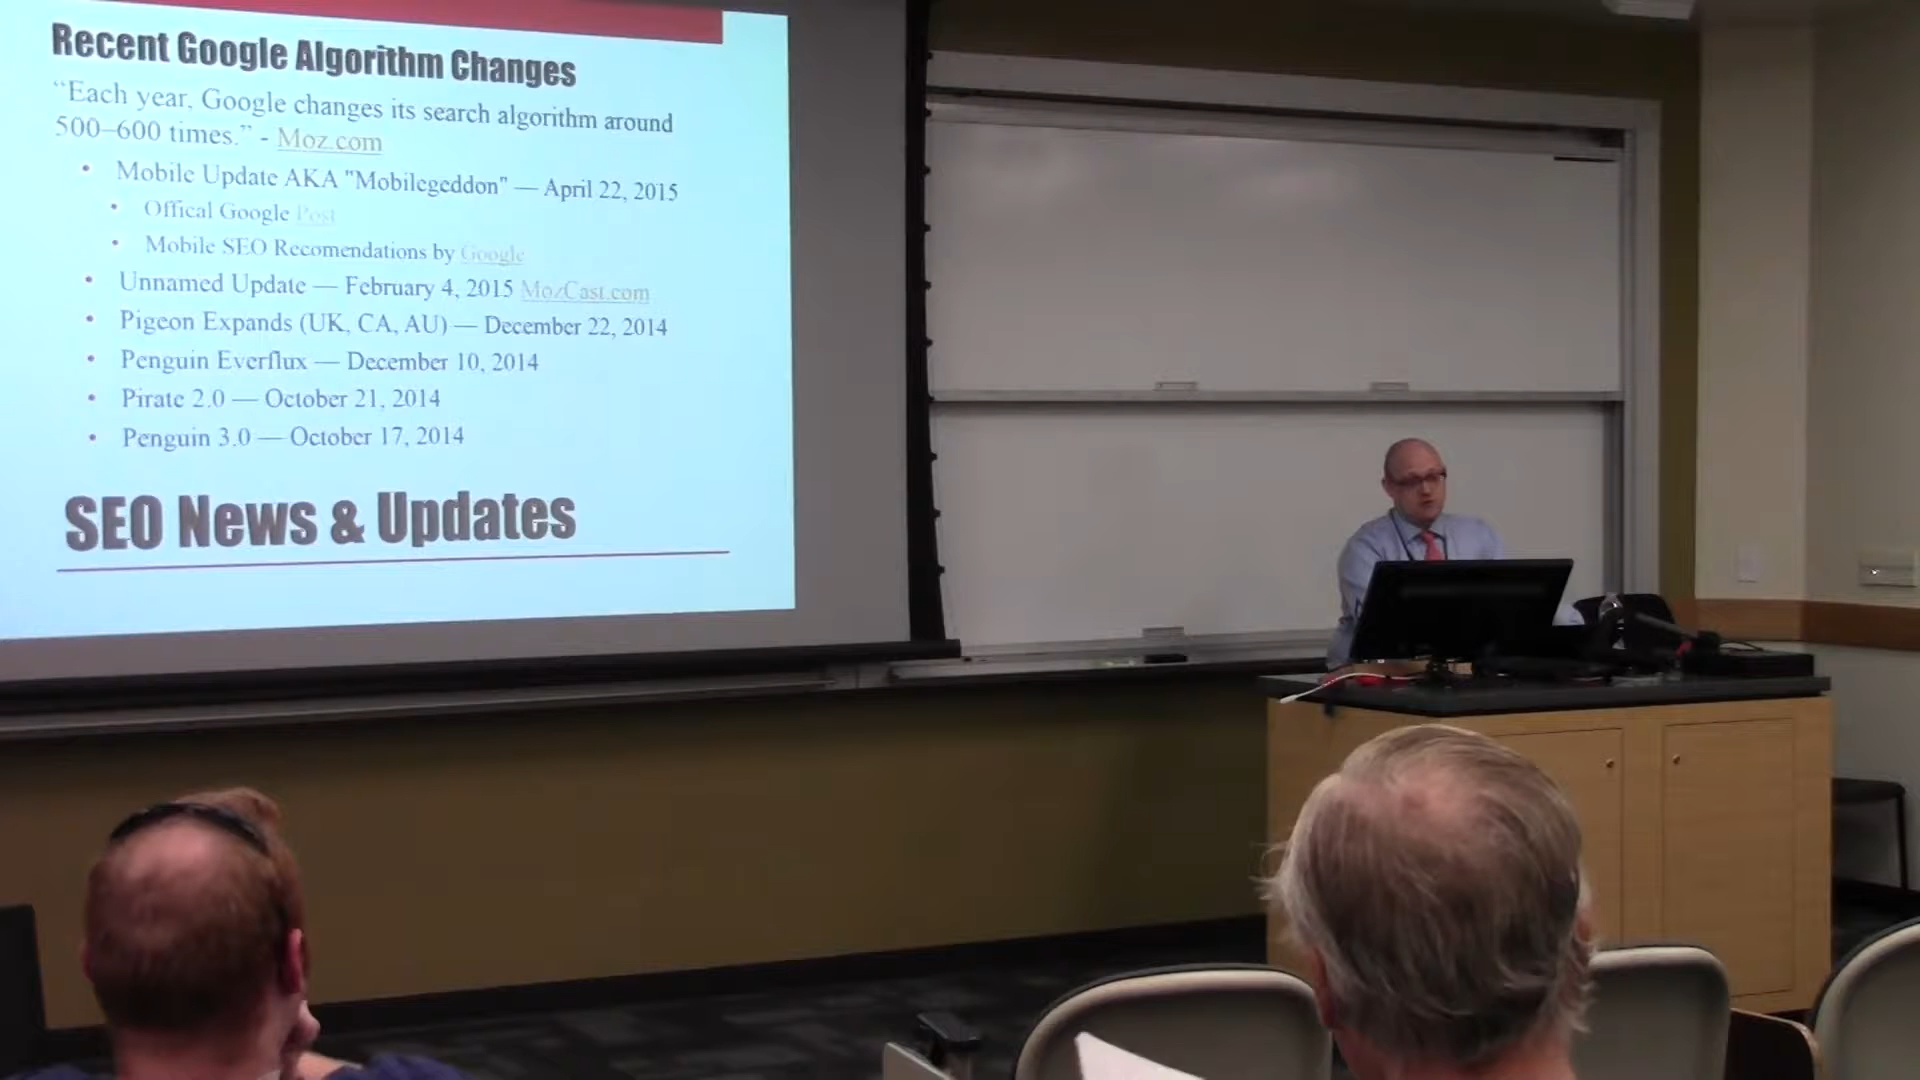 Recent Google Algorithm Changes
“Each year, Google changes its search algorithm around
500–600 times.” - Moz.com
• Mobile Update AKA "Mobilegeddon" — April 22, 2015
• Offical Google Post
• Mobile SEO Recomendations by Google
• Unnamed Update — February 4, 2015 MozCast.com
• Pigeon Expands (UK, CA, AU) — December 22, 2014
• Penguin Everflux — December 10, 2014
• Pirate 2.0 — October 21, 2014
• Penguin 3.0 — October 17, 2014
SEO News & Updates